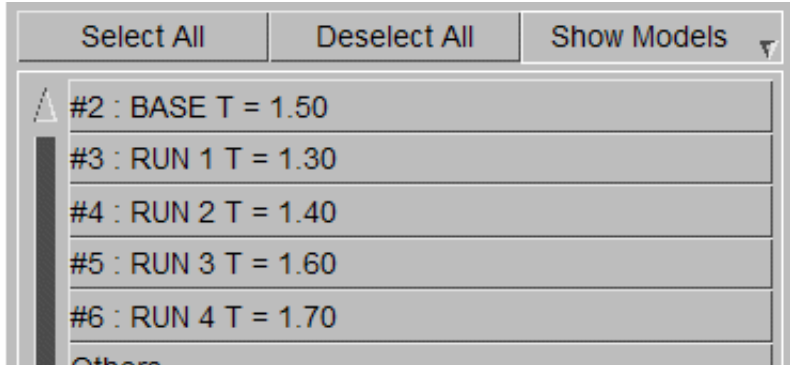 Select All Deselect All Show Models
#2 : BASE T = 1.50
#3 : RUN 1 T = 1.30
#4 : RUN 2 T = 1.40
#5 : RUN 3 T = 1.60
#6 : RUN 4 T = 1.70
Others